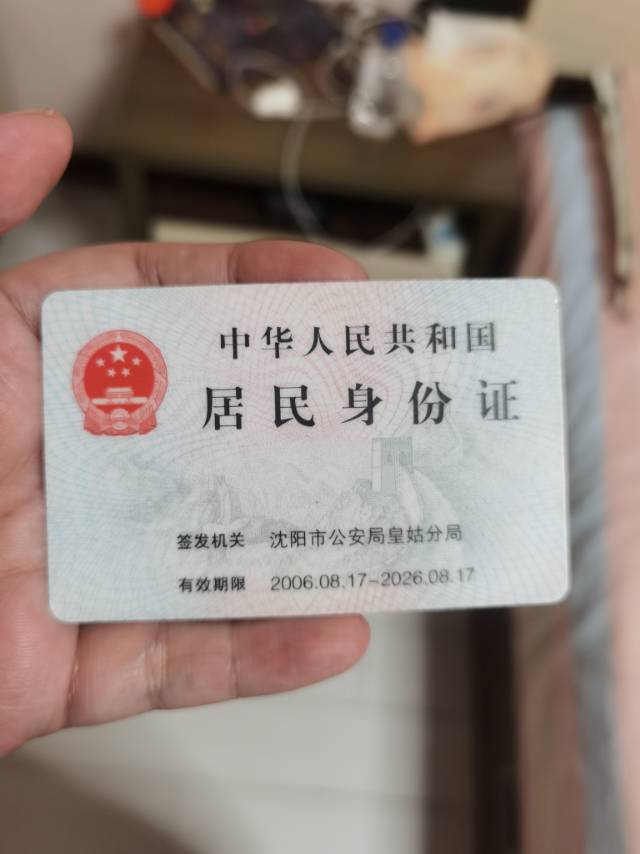 中华人民共和国
居民身份证
签发机关 沈阳市公安局皇姑分局
有效期限 2006.08.17-2026.08.17